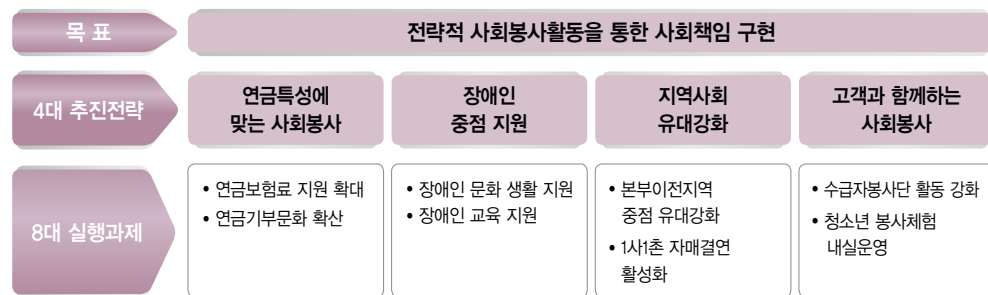 목 표
전략적 사회봉사활동을 통한 사회책임 구현
4대 추진전략
연금특성에
맞는 사회봉사
장애인
중점 지원
지역사회
유대강화
고객과 함께하는
사회봉사
8대 실행과제
• 연금보험료 지원 확대
• 연금기부문화 확산
• 장애인 문화 생활 지원
• 장애인 교육 지원
• 본부이전지역
중점 유대강화
• 1사1촌 자매결연
활성화
• 수급자봉사단 활동 강화
• 청소년 봉사체험
내실운영